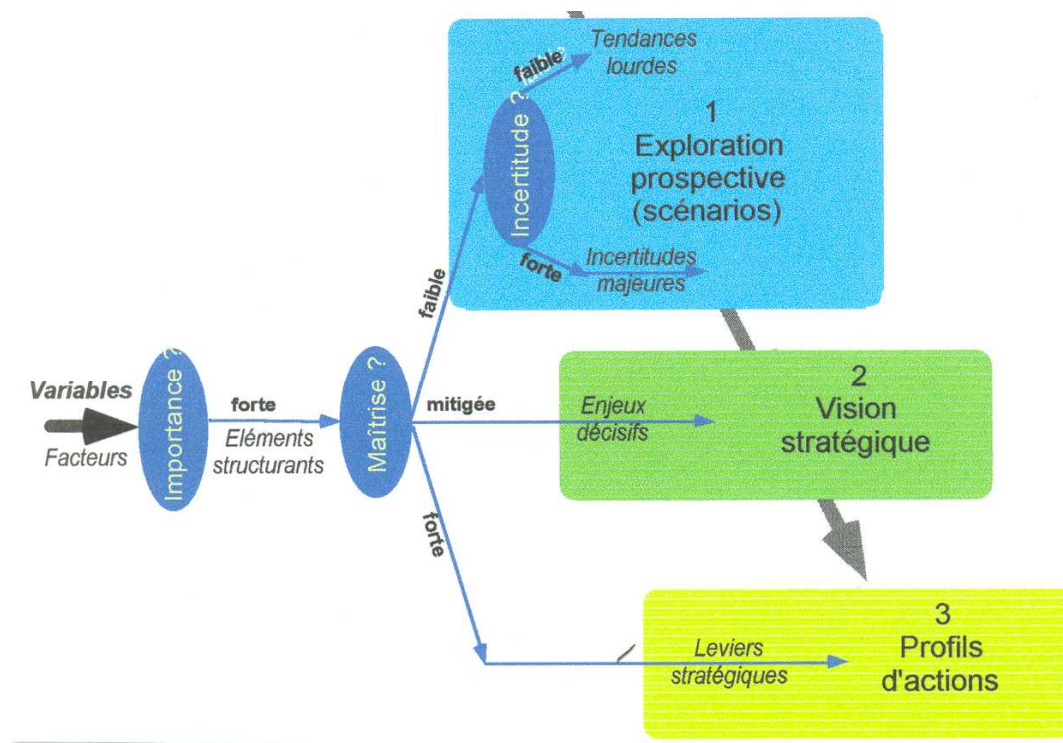 Variables
Facteurs
Importance ?
forte
Eléments
structurants
Maîtrise ?
faible
Incertitude ?
faible
Tendances
lourdes
forte
Incertitudes
majeures
1
Exploration
prospective
(scénarios)
mitigée
Enjeux
décisifs
2
Vision
stratégique
forte
Leviers
stratégiques
3
Profils
d'actions